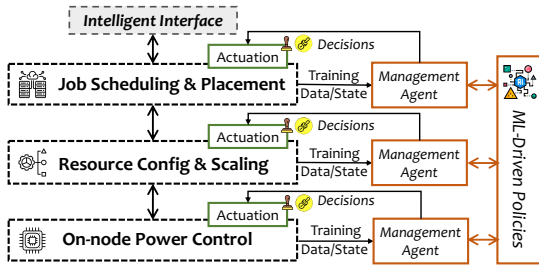 Intelligent Interface
Actuation
Decisions
Job Scheduling & Placement
Training
Data/State
Management
Agent
Actuation
Decisions
Resource Config & Scaling
Training
Data/State
Management
Agent
Actuation
Decisions
On-node Power Control
Training
Data/State
Management
Agent
ML-Driven Policies